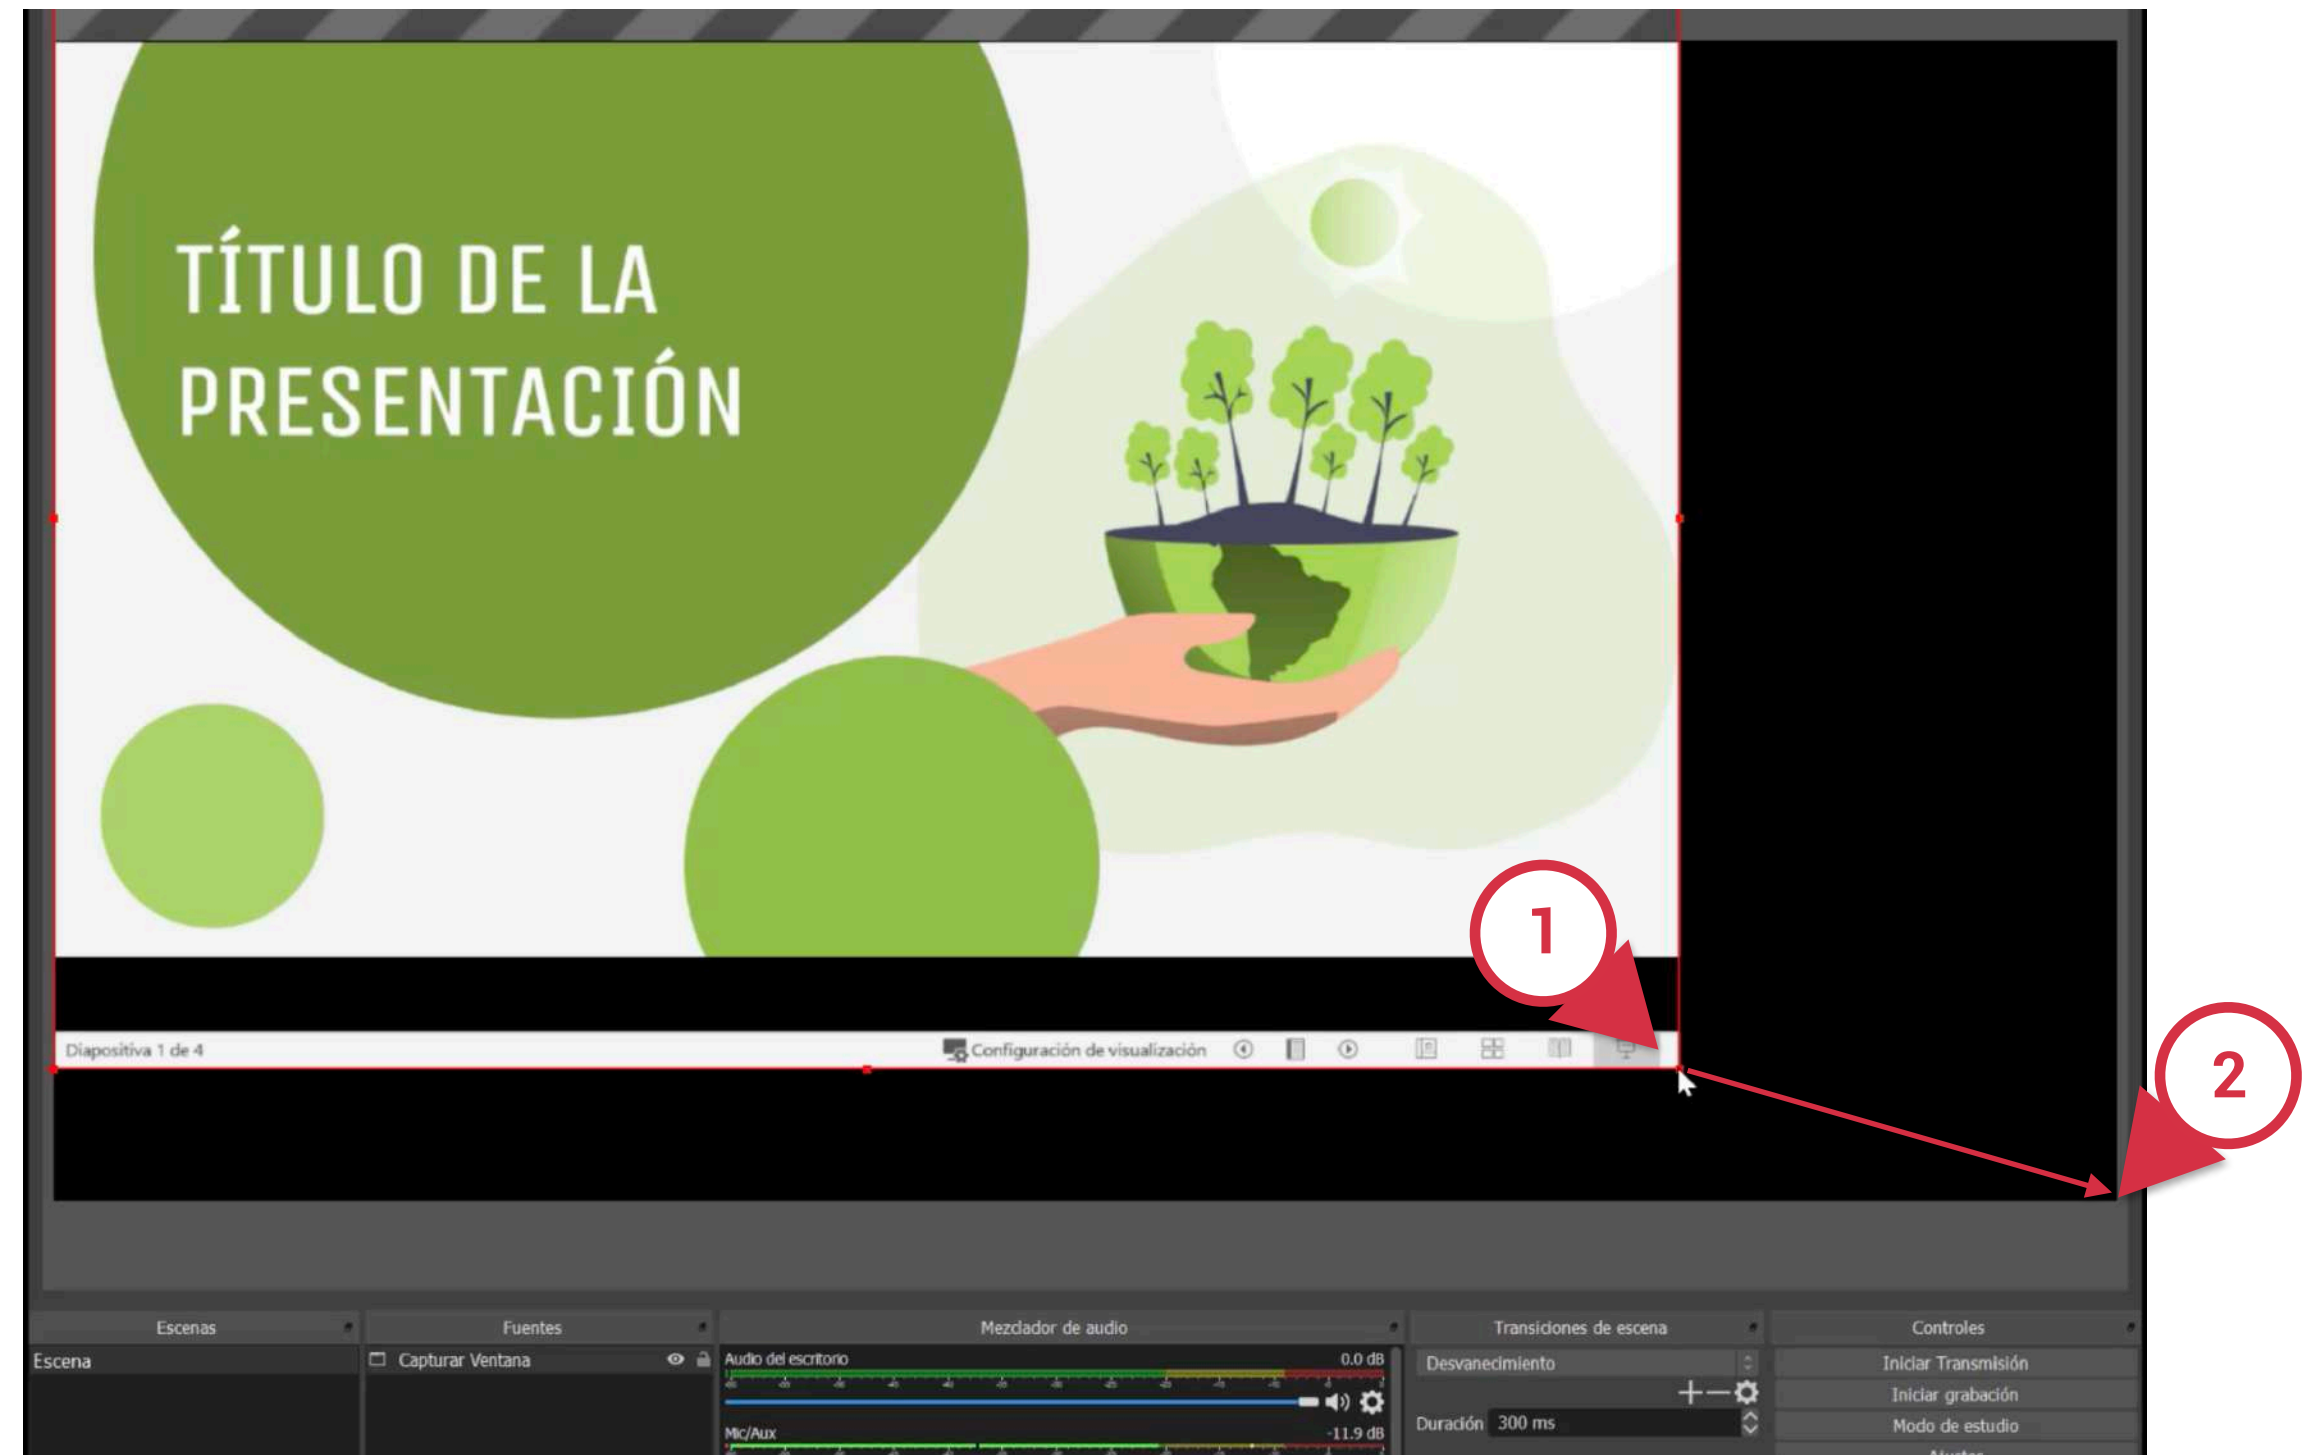 TÍTULO DE LA
PRESENTACIÓN
1
Diapositiva 1 de 4
Configuración de visualización
2
Escenas
Fuentes
Mezclador de audio
Transiciones de escena
Controles
Escena
Capturar Ventana
Audio del escritorio
0.0 dB
Desvanecimiento
Iniciar Transmisión
Iniciar grabación
Duración 300 ms
Modo de estudio
Mic/Aux
-11.9 dB